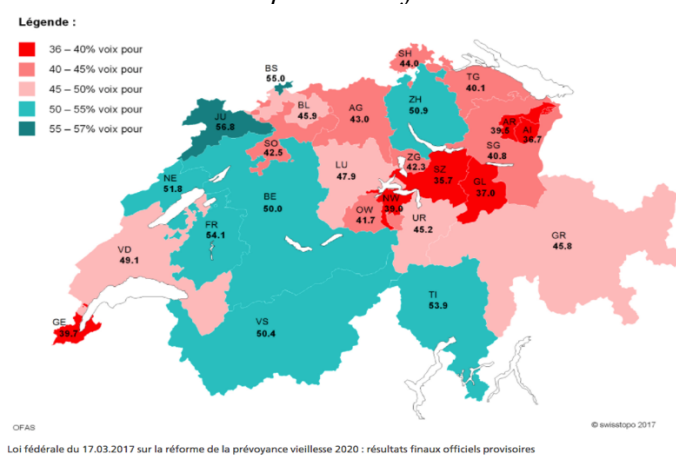 Légende :
36 – 40% voix pour
40 – 45% voix pour
45 – 50% voix pour
50 – 55% voix pour
55 – 57% voix pour
SH
44.0
BS
55.0
TG
40.1
BL
45.9
AG
43.0
ZH
50.9
JU
56.8
AR
39.5
AI
36.7
SO
42.5
SG
40.8
ZG
42.3
LU
47.9
SZ
35.7
NE
51.8
GL
37.0
BE
50.0
NW
39.0
OW
41.7
UR
45.2
FR
54.1
GR
45.8
VD
49.1
TI
53.9
GE
39.7
VS
50.4
OFAS
© swisstopo 2017
Loi fédérale du 17.03.2017 sur la réforme de la prévoyance vieillesse 2020 : résultats finaux officiels provisoires